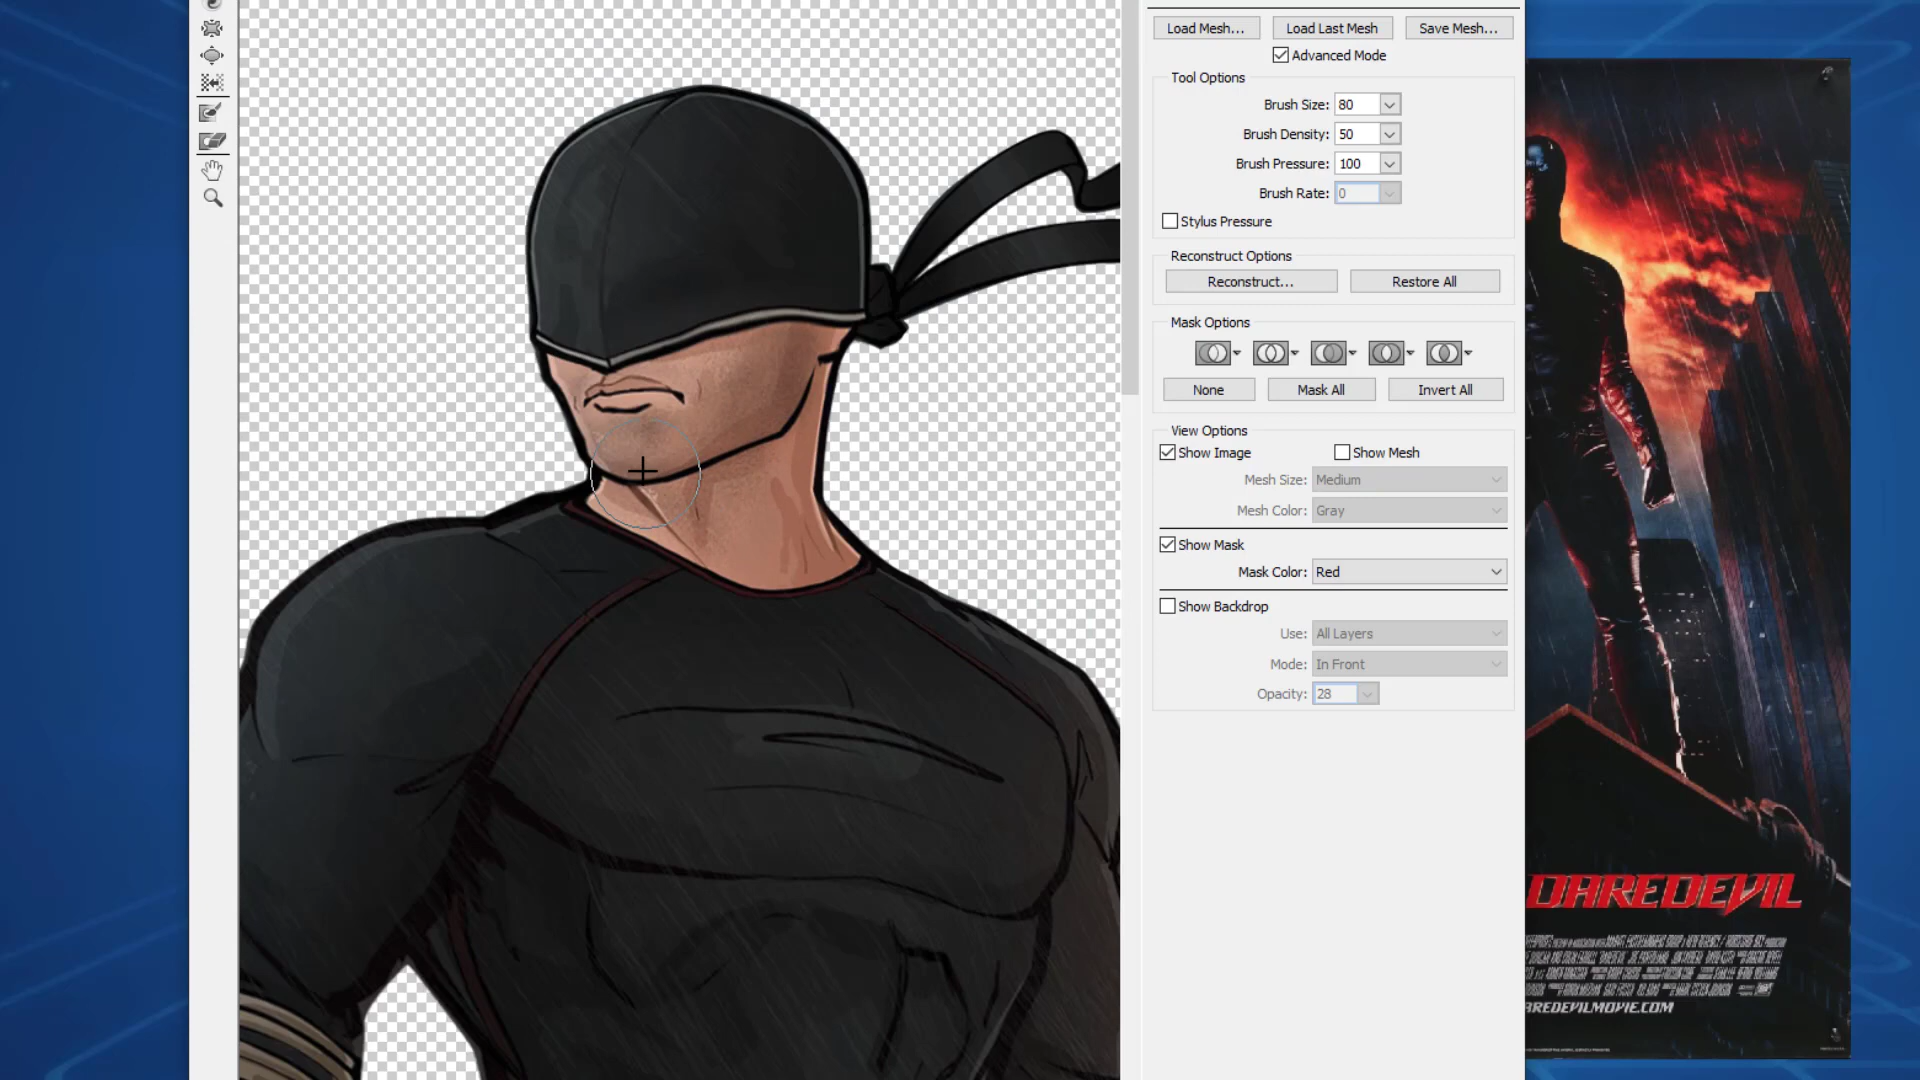 Load Mesh... Load Last Mesh Save Mesh...
Advanced Mode
Tool Options
Brush Size: 80
Brush Density: 50
Brush Pressure: 100
Brush Rate: 0
Stylus Pressure
Reconstruct Options
Reconstruct... Restore All
Mask Options
None Mask All Invert All
View Options
Show Image Show Mesh
Mesh Size: Medium
Mesh Color: Gray
Show Mask
Mask Color: Red
Show Backdrop
Use: All Layers
Mode: In Front
Opacity: 28
DAREDEVIL
AREDEVILMOVIE.COM